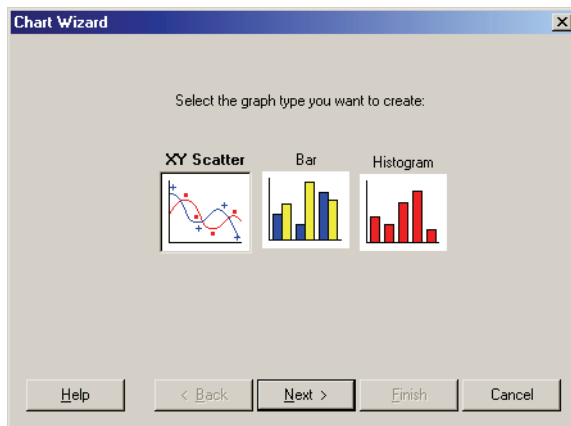 Chart Wizard
Select the graph type you want to create:
XY Scatter Bar Histogram
Help < Back Next > Finish Cancel